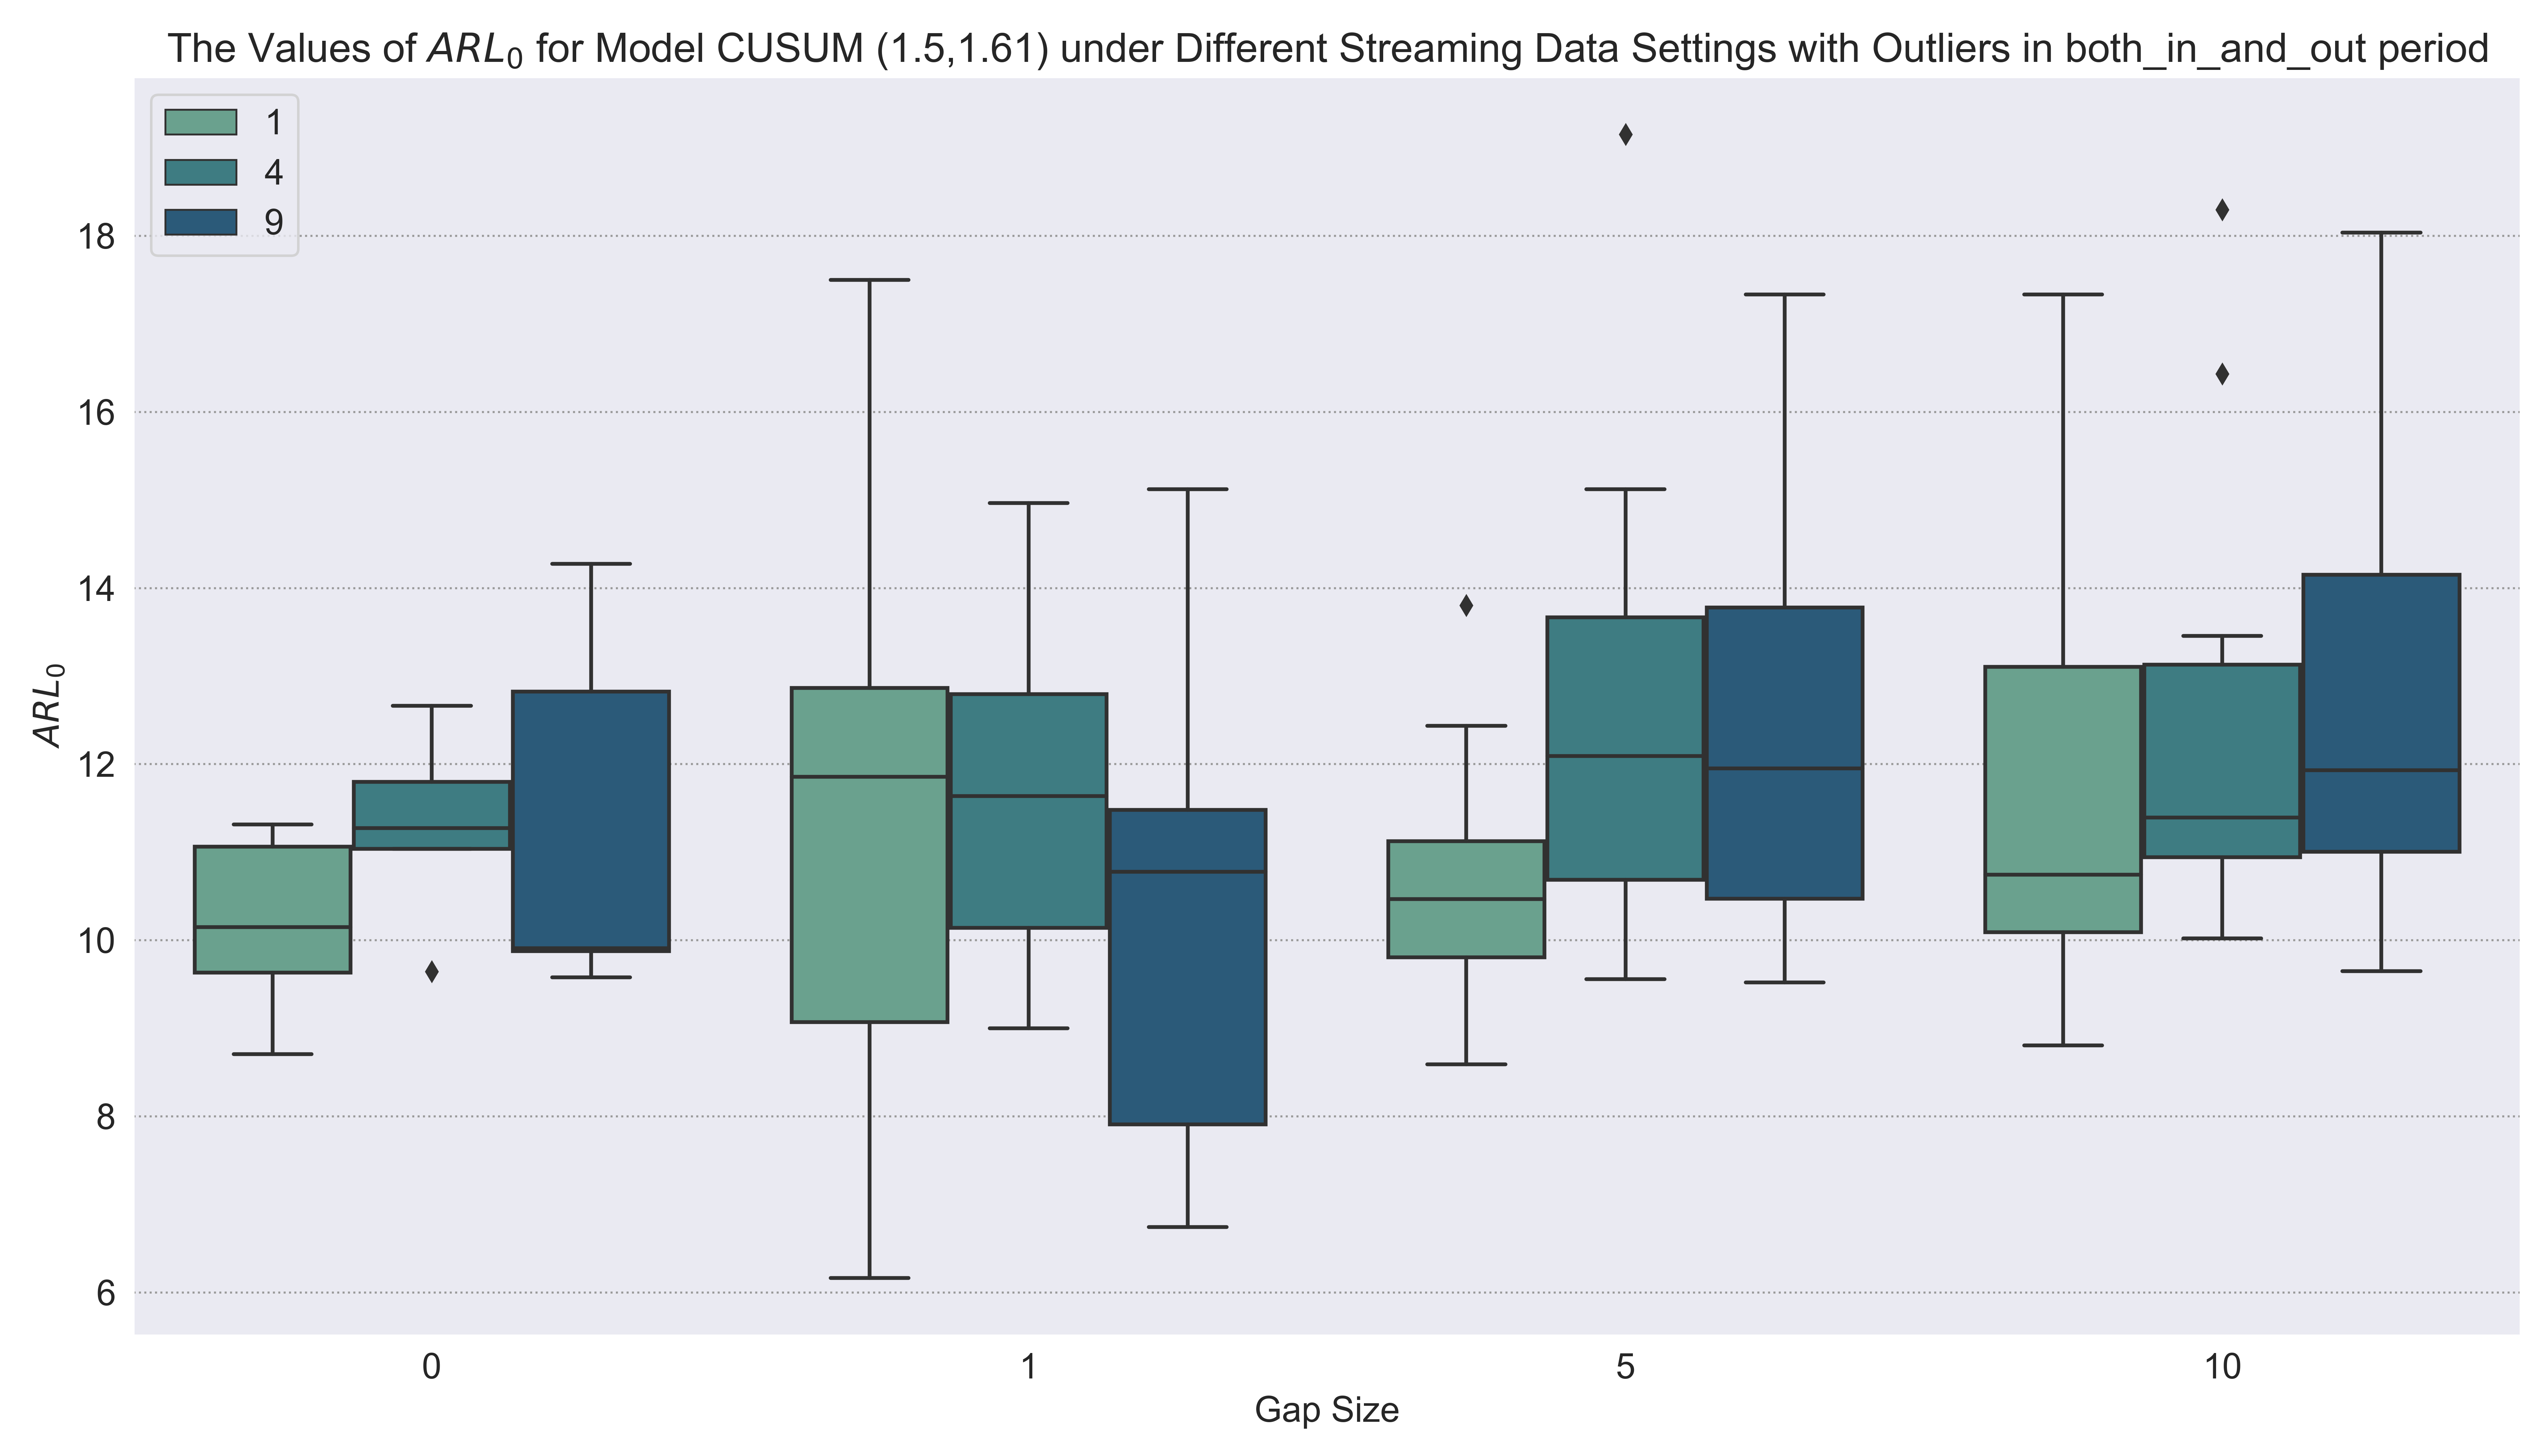 The Values of ARL₀ for Model CUSUM (1.5,1.61) under Different Streaming Data Settings with Outliers in both_in_and_out period
1
4
9
18
16
14
12
10
8
6
ARL₀
0 1 5 10
Gap Size